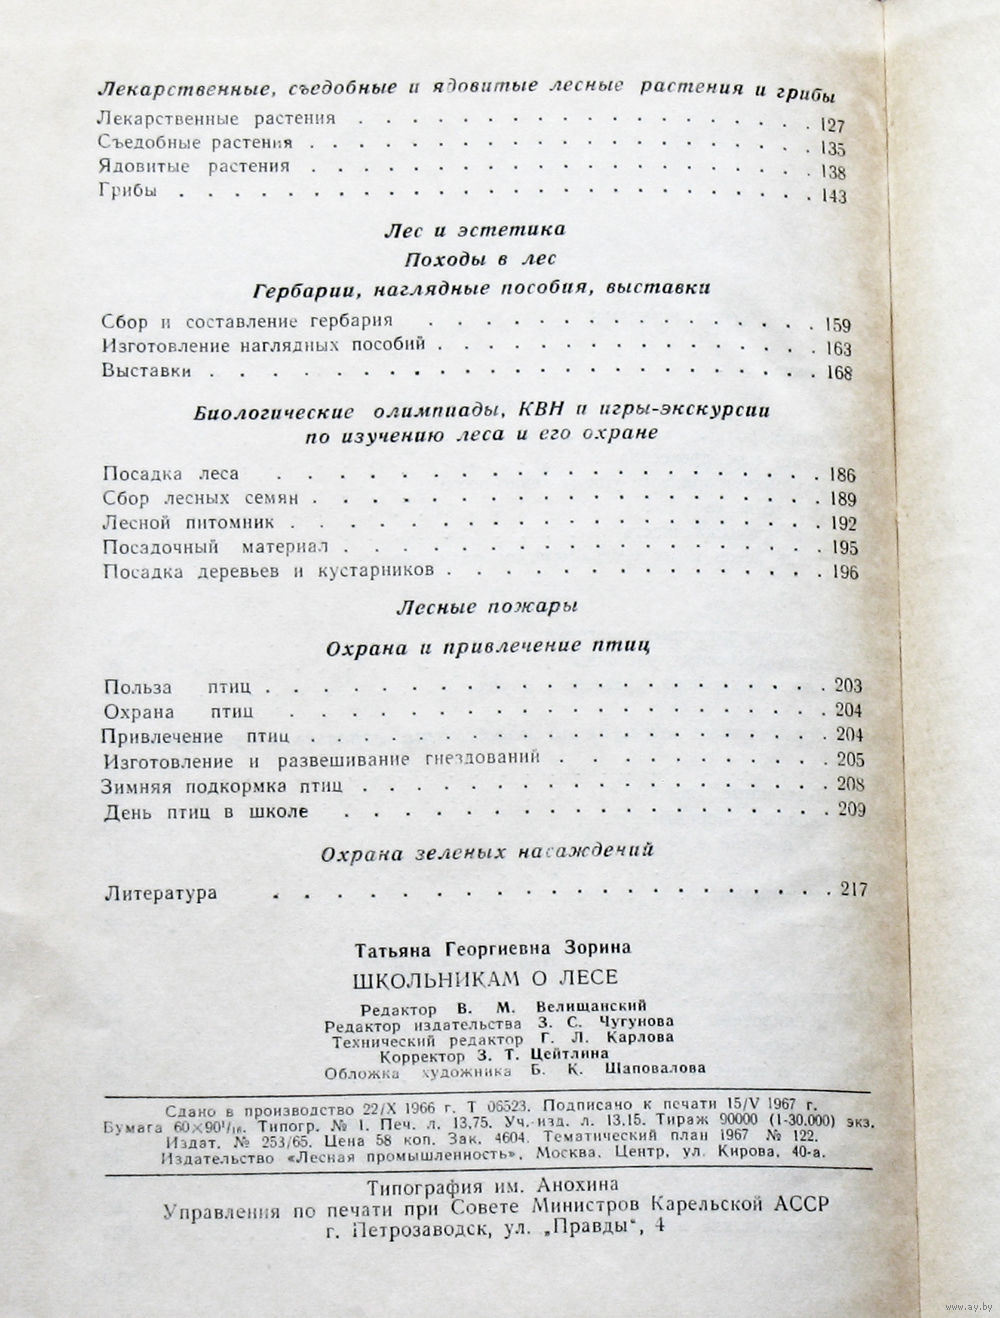 Лекарственные, съедобные и ядовитые лесные растения и грибы
Лекарственные растения . . . . . . . . . . . . . . . . . . 127
Съедобные растения . . . . . . . . . . . . . . . . . . . . 135
Ядовитые растения . . . . . . . . . . . . . . . . . . . . 138
Грибы . . . . . . . . . . . . . . . . . . . . . . . . 143
Лес и эстетика
Походы в лес
Гербарии, наглядные пособия, выставки
Сбор и составление гербария . . . . . . . . . . . . . . 159
Изготовление наглядных пособий . . . . . . . . . . . . . . 163
Выставки . . . . . . . . . . . . . . . . . . . . . . 168
Биологические олимпиады, КВН и игры-экскурсии
по изучению леса и его охране
Посадка леса . . . . . . . . . . . . . . . . . . . . 186
Сбор лесных семян . . . . . . . . . . . . . . . . . . 189
Лесной питомник . . . . . . . . . . . . . . . . . . . 192
Посадочный материал . . . . . . . . . . . . . . . . . 195
Посадка деревьев и кустарников . . . . . . . . . . . . . 196
Лесные пожары
Охрана и привлечение птиц
Польза птиц . . . . . . . . . . . . . . . . . . . . 203
Охрана птиц . . . . . . . . . . . . . . . . . . . 204
Привлечение птиц . . . . . . . . . . . . . . . . . . 204
Изготовление и развешивание гнездований . . . . . . . . . 205
Зимняя подкормка птиц . . . . . . . . . . . . . . . . 208
День птиц в школе . . . . . . . . . . . . . . . . . 209
Охрана зеленых насаждений
Литература . . . . . . . . . . . . . . . . . . . 217
Татьяна Георгиевна Зорина
ШКОЛЬНИКАМ О ЛЕСЕ
Редактор В. М. Велищанский
Редактор издательства З. С. Чугунова
Технический редактор Г. Л. Карлова
Корректор З. Т. Цейтлина
Обложка художника Б. К. Шаповалова
Сдано в производство 22/X 1966 г. Т 06523. Подписано к печати 15/V 1967 г.
Бумага 60×90¹/₁₆. Типогр. № 1. Печ. л. 13,75. Уч.-изд. л. 13,15. Тираж 90000 (1-30.000) экз.
Издат. № 253/65. Цена 58 коп. Зак. 4604. Тематический план 1967 № 122.
Издательство «Лесная промышленность», Москва, Центр, ул. Кирова, 40-а.
Типография им. Анохина
Управления по печати при Совете Министров Карельской АССР
г. Петрозаводск, ул. „Правды“, 4
www.ay.by